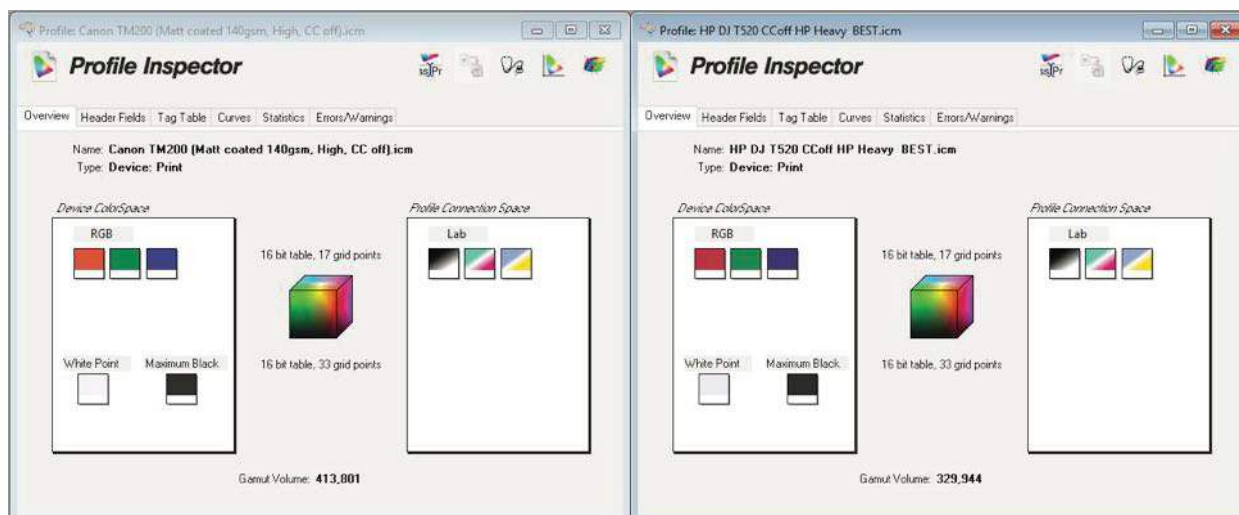 Profile: Canon TM200 (Matt coated 140gsm, High, CC off).icm
Profile Inspector
Overview Header Fields Tag Table Curves Statistics Errors/Warnings
Name: Canon TM200 (Matt coated 140gsm, High, CC off).icm
Type: Device: Print
Device ColorSpace
Profile Connection Space
RGB
Lab
16 bit table, 17 grid points
White Point
Maximum Black
16 bit table, 33 grid points
Gamut Volume: 413,801
Profile: HP DJ T520 CCoff HP Heavy BEST.icm
Profile Inspector
Overview Header Fields Tag Table Curves Statistics Errors/Warnings
Name: HP DJ T520 CCoff HP Heavy BEST.icm
Type: Device: Print
Device ColorSpace
Profile Connection Space
RGB
Lab
16 bit table, 17 grid points
White Point
Maximum Black
16 bit table, 33 grid points
Gamut Volume: 329,944